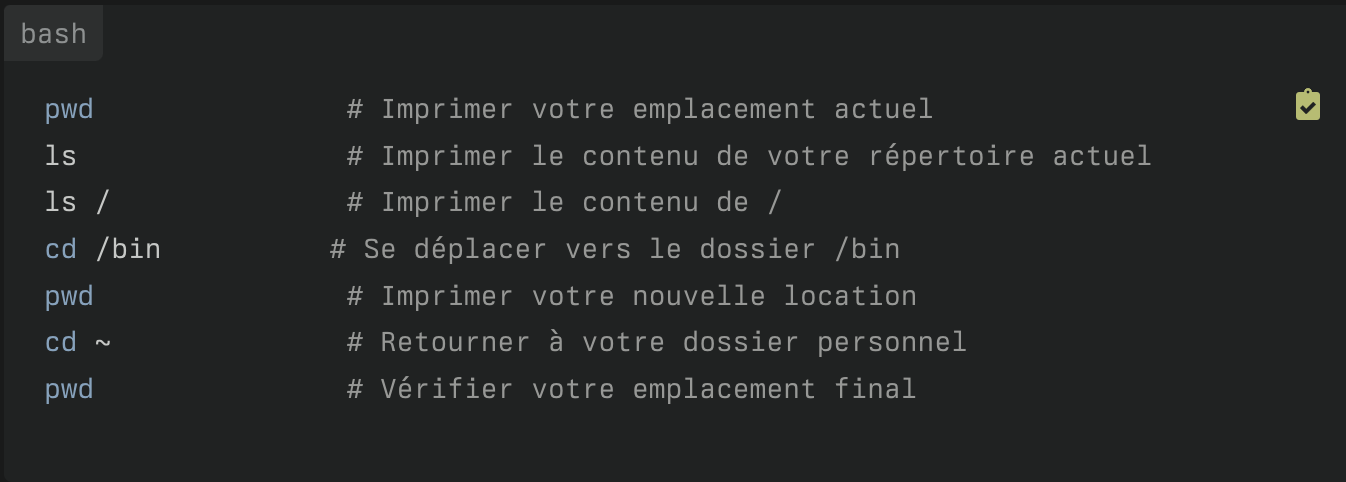 bash
pwd               # Imprimer votre emplacement actuel
ls                # Imprimer le contenu de votre répertoire actuel
ls /              # Imprimer le contenu de /
cd /bin          # Se déplacer vers le dossier /bin
pwd               # Imprimer votre nouvelle location
cd ~              # Retourner à votre dossier personnel
pwd               # Vérifier votre emplacement final